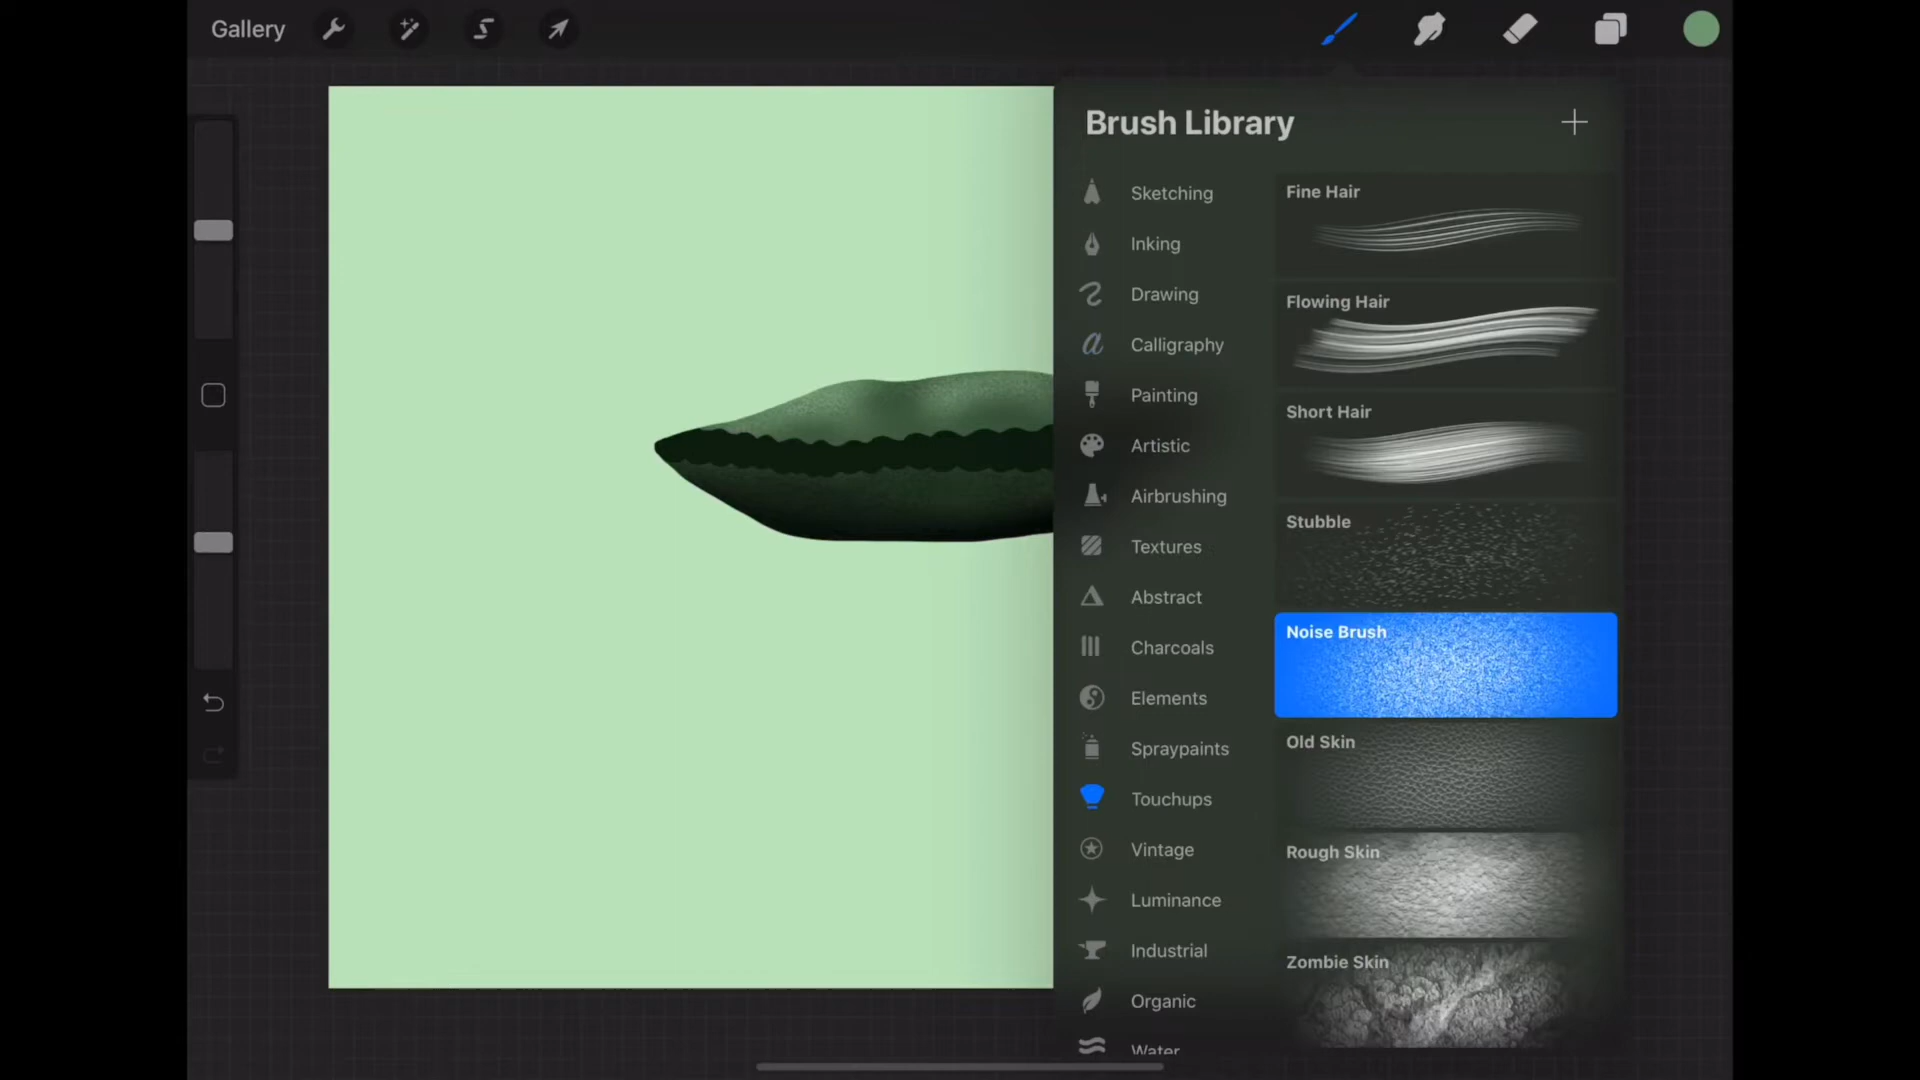 Gallery
Brush Library
Sketching
Inking
Drawing
Calligraphy
Painting
Artistic
Airbrushing
Textures
Abstract
Charcoals
Elements
Spraypaints
Touchups
Vintage
Luminance
Industrial
Organic
Water
Fine Hair
Flowing Hair
Short Hair
Stubble
Noise Brush
Old Skin
Rough Skin
Zombie Skin